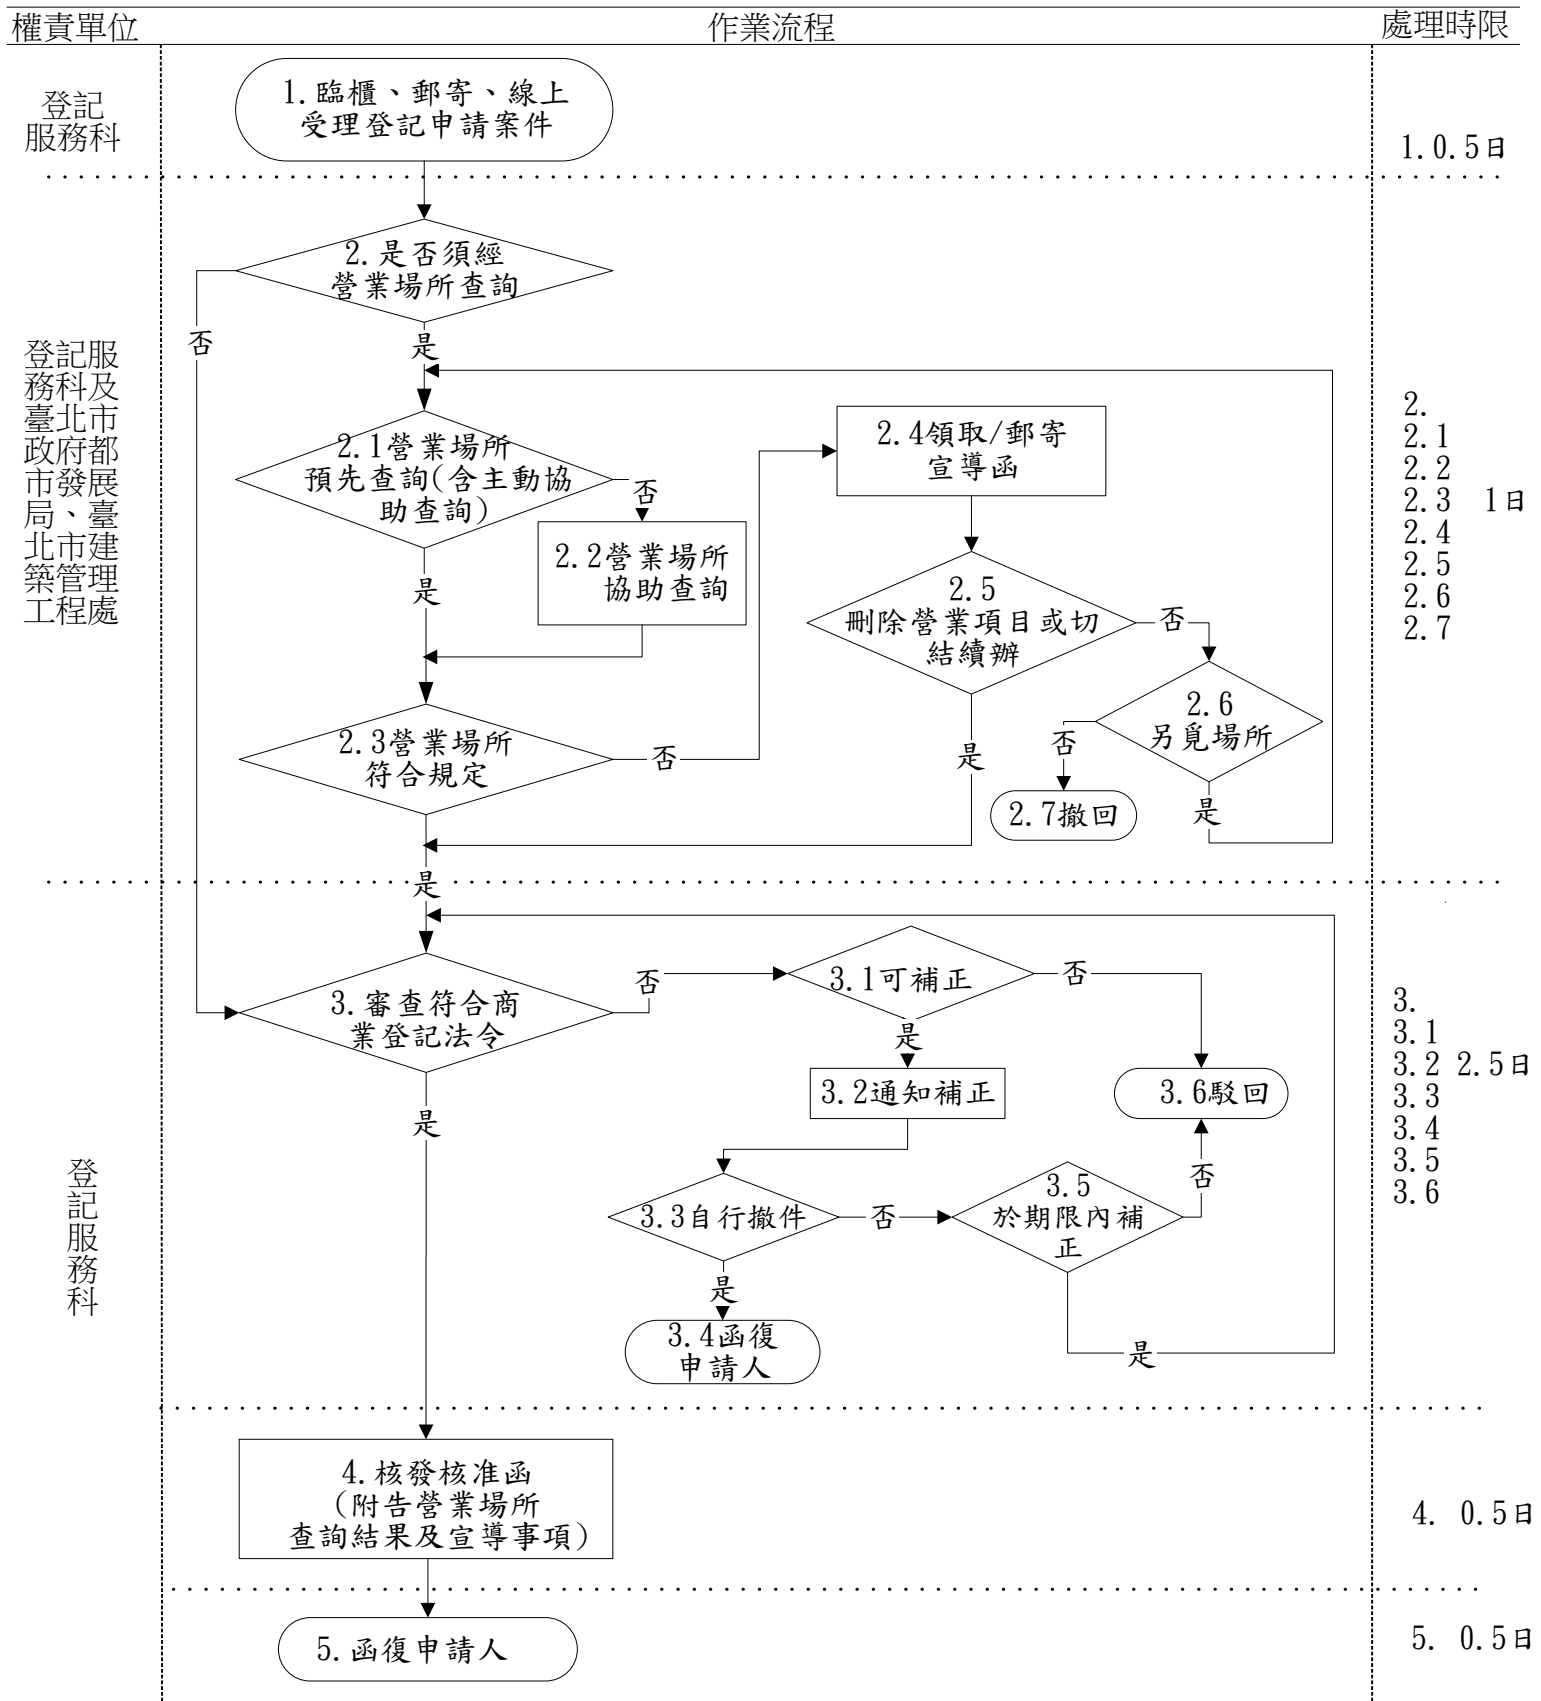 權責單位
作業流程
處理時限
登記
服務科
1.臨櫃、郵寄、線上
受理登記申請案件
1.0.5日
2.是否須經
營業場所查詢
否
是
登記服
務科及
臺北市
政府都
市發展
局、臺
北市建
築管理
工程處
2.1營業場所
預先查詢(含主動協
助查詢)
否
是
2.2營業場所
協助查詢
2.3營業場所
符合規定
否
2.4領取/郵寄
宣導函
2.5
刪除營業項目或切
結續辦
否
是
2.6
另覓場所
否
是
2.7撤回
是
2.
2.1
2.2
2.3 1日
2.4
2.5
2.6
2.7
登
記
服
務
科
3.審查符合商
業登記法令
否
是
3.1可補正
否
是
3.2通知補正
3.6駁回
3.3自行撤件
否
是
3.5
於期限內補
正
否
是
3.4函復
申請人
3.
3.1
3.2 2.5日
3.3
3.4
3.5
3.6
4.核發核准函
(附告營業場所
查詢結果及宣導事項)
4. 0.5日
5.函復申請人
5. 0.5日